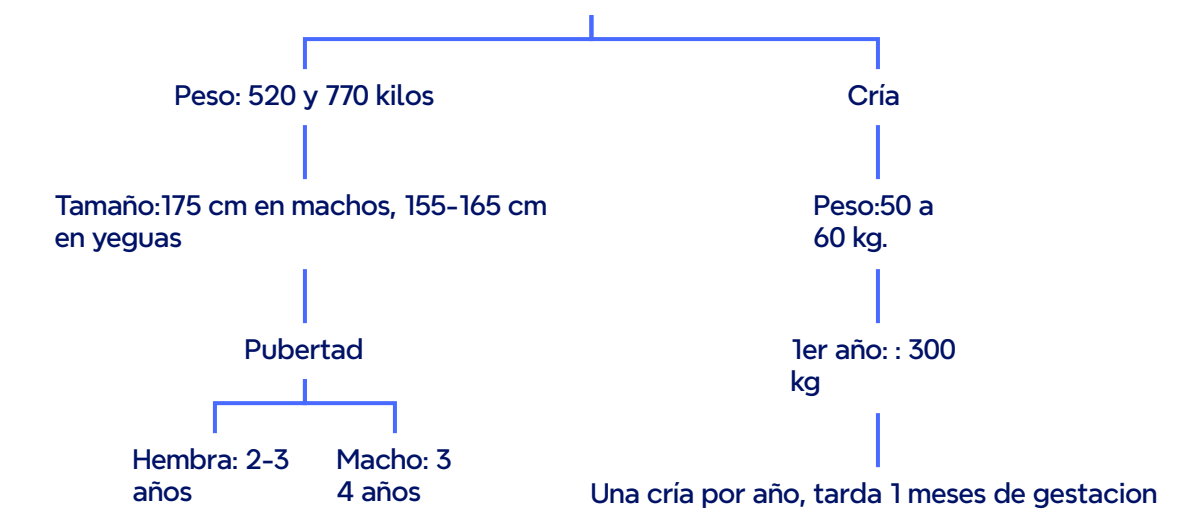 Peso: 520 y 770 kilos
Tamaño:175 cm en machos, 155-165 cm
en yeguas
Pubertad
Hembra: 2-3
años
Macho: 3
4 años
Cría
Peso:50 a
60 kg.
1er año: : 300
kg
Una cría por año, tarda 1 meses de gestacion